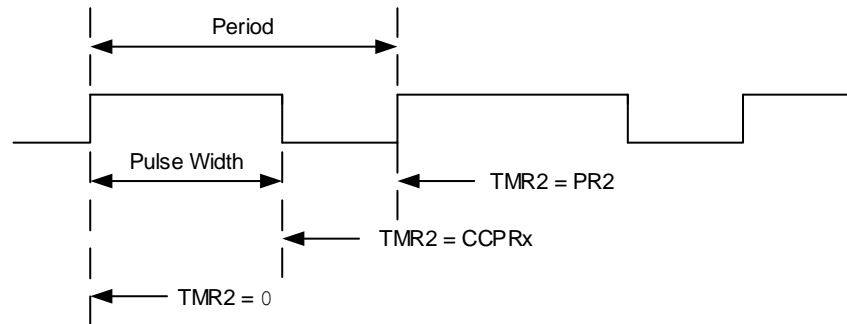 Period
Pulse Width
TMR2 = PR2
TMR2 = CCPRx
TMR2 = 0